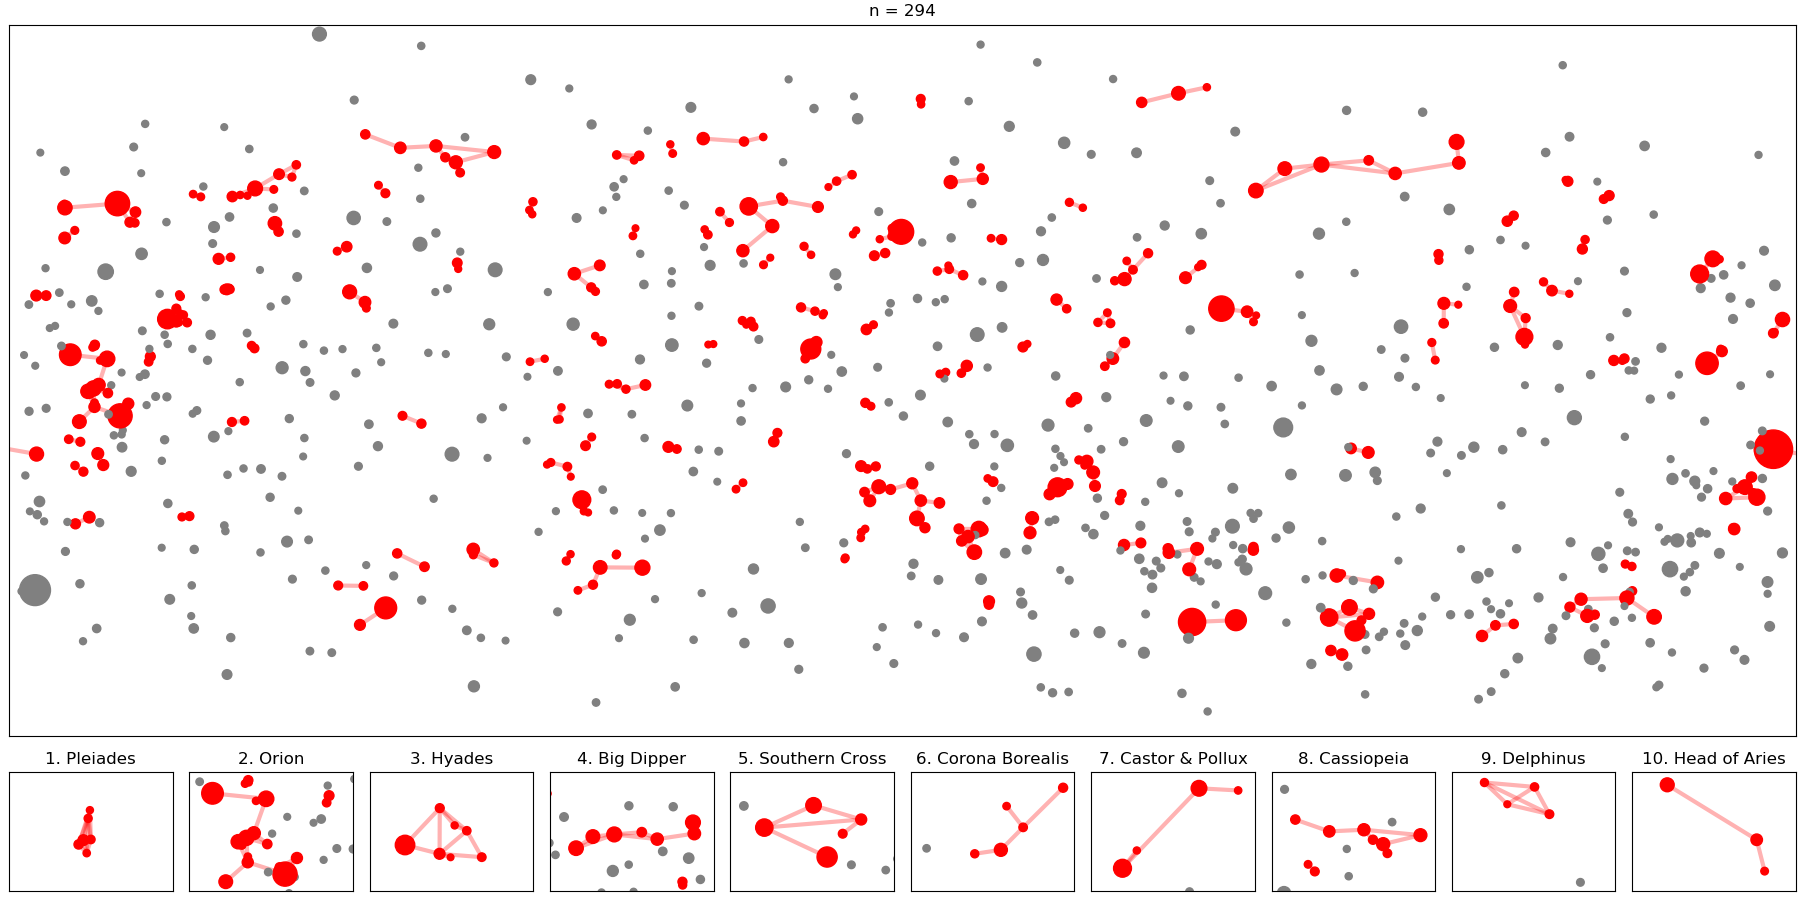 n = 294
1. Pleiades
2. Orion
3. Hyades
4. Big Dipper
5. Southern Cross
6. Corona Borealis
7. Castor & Pollux
8. Cassiopeia
9. Delphinus
10. Head of Aries